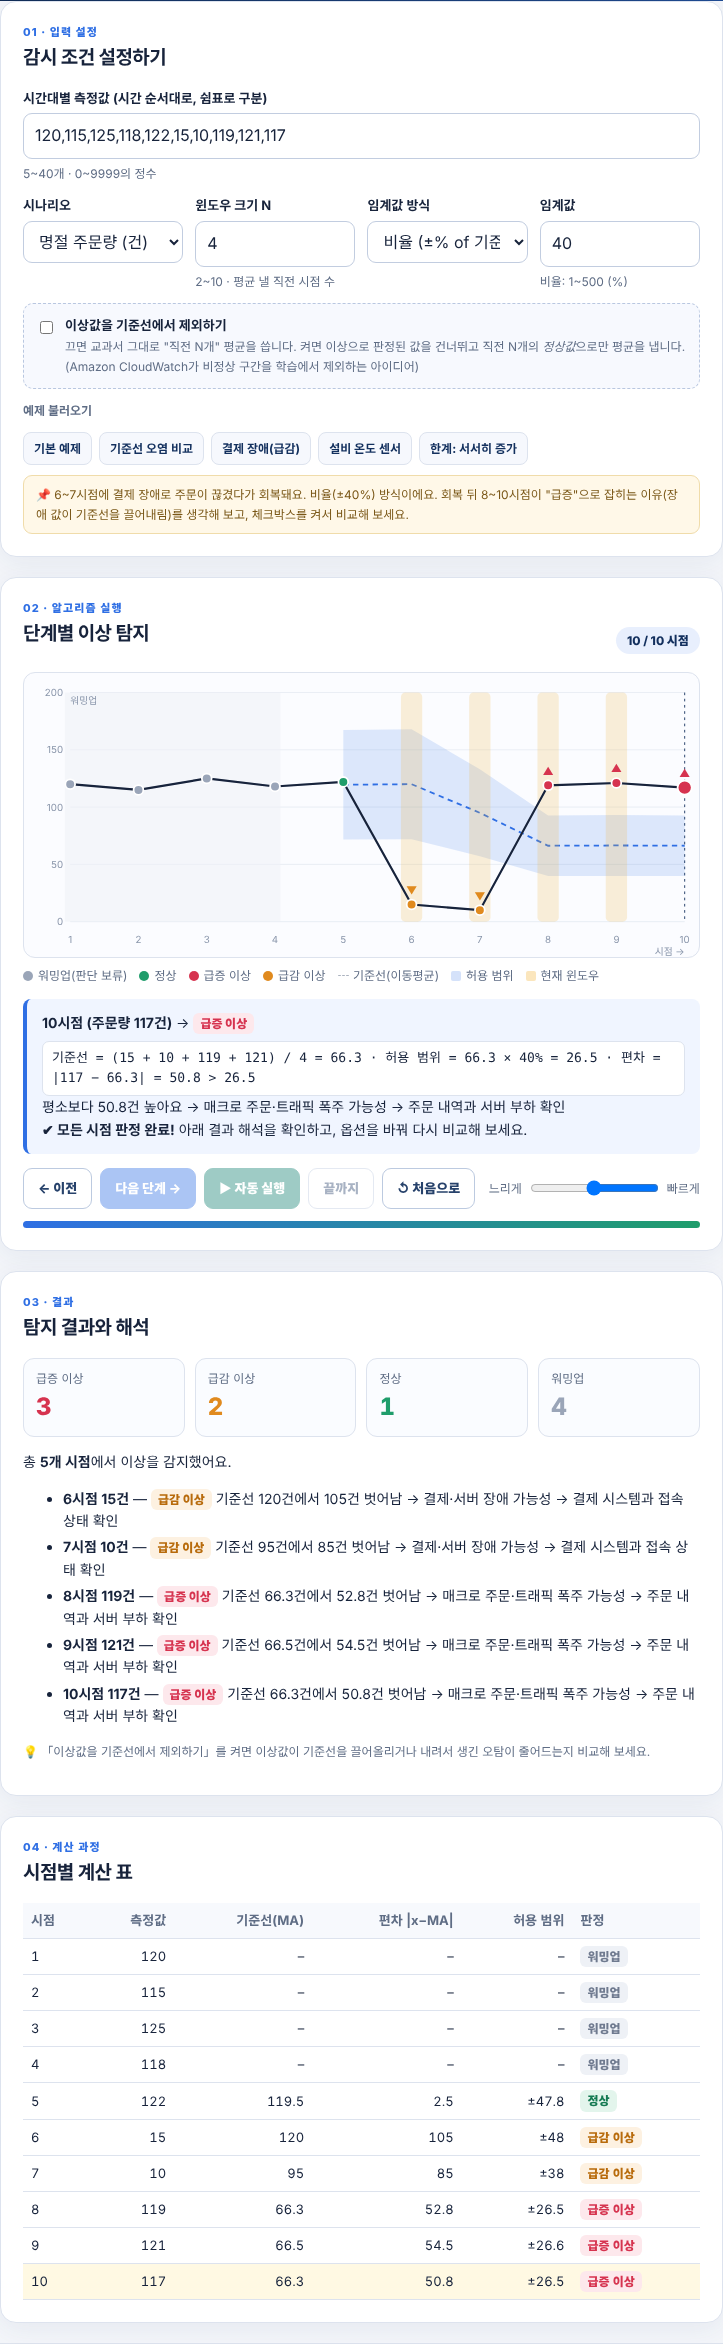 01 · 입력 설정
감시 조건 설정하기
시간대별 측정값 (시간 순서대로, 쉼표로 구분)
120,115,125,118,122,15,10,119,121,117
5~40개 · 0~9999의 정수
시나리오 윈도우 크기 N 임계값 방식 임계값
명절 주문량 (건) 4 비율 (±% of 기준 40
2~10 · 평균 낼 직전 시점 수 비율: 1~500 (%)
이상값을 기준선에서 제외하기
끄면 교과서 그대로 "직전 N개" 평균을 씁니다. 켜면 이상으로 판정된 값을 건너뛰고 직전 N개의 정상값으로만 평균을 냅니다.
(Amazon CloudWatch가 비정상 구간을 학습에서 제외하는 아이디어)
예제 불러오기
기본 예제 기준선 오염 비교 결제 장애(급감) 설비 온도 센서 한계: 서서히 증가
📌 6~7시점에 결제 장애로 주문이 끊겼다가 회복돼요. 비율(±40%) 방식이에요. 회복 뒤 8~10시점이 "급증"으로 잡히는 이유(장
애 값이 기준선을 끌어내림)를 생각해 보고, 체크박스를 켜서 비교해 보세요.
02 · 알고리즘 실행
단계별 이상 탐지
10 / 10 시점
200
워밍업
150
100
50
0
1 2 3 4 5 6 7 8 9 10
시점 →
워밍업(판단 보류) 정상 급증 이상 급감 이상 기준선(이동평균) 허용 범위 현재 윈도우
10시점 (주문량 117건) → 급증 이상
기준선 = (15 + 10 + 119 + 121) / 4 = 66.3 · 허용 범위 = 66.3 × 40% = 26.5 · 편차 =
|117 − 66.3| = 50.8 > 26.5
평소보다 50.8건 높아요 → 매크로 주문·트래픽 폭주 가능성 → 주문 내역과 서버 부하 확인
✔ 모든 시점 판정 완료! 아래 결과 해석을 확인하고, 옵션을 바꿔 다시 비교해 보세요.
← 이전 다음 단계 → ▶ 자동 실행 끝까지 ↺ 처음으로 느리게 빠르게
03 · 결과
탐지 결과와 해석
급증 이상 급감 이상 정상 워밍업
3 2 1 4
총 5개 시점에서 이상을 감지했어요.
• 6시점 15건 — 급감 이상 기준선 120건에서 105건 벗어남 → 결제·서버 장애 가능성 → 결제 시스템과 접속
상태 확인
• 7시점 10건 — 급감 이상 기준선 95건에서 85건 벗어남 → 결제·서버 장애 가능성 → 결제 시스템과 접속 상
태 확인
• 8시점 119건 — 급증 이상 기준선 66.3건에서 52.8건 벗어남 → 매크로 주문·트래픽 폭주 가능성 → 주문 내
역과 서버 부하 확인
• 9시점 121건 — 급증 이상 기준선 66.5건에서 54.5건 벗어남 → 매크로 주문·트래픽 폭주 가능성 → 주문 내
역과 서버 부하 확인
• 10시점 117건 — 급증 이상 기준선 66.3건에서 50.8건 벗어남 → 매크로 주문·트래픽 폭주 가능성 → 주문 내
역과 서버 부하 확인
💡 「이상값을 기준선에서 제외하기」를 켜면 이상값이 기준선을 끌어올리거나 내려서 생긴 오탐이 줄어드는지 비교해 보세요.
04 · 계산 과정
시점별 계산 표
시점 측정값 기준선(MA) 편차 |x−MA| 허용 범위 판정
1 120 – – – 워밍업
2 115 – – – 워밍업
3 125 – – – 워밍업
4 118 – – – 워밍업
5 122 119.5 2.5 ±47.8 정상
6 15 120 105 ±48 급감 이상
7 10 95 85 ±38 급감 이상
8 119 66.3 52.8 ±26.5 급증 이상
9 121 66.5 54.5 ±26.6 급증 이상
10 117 66.3 50.8 ±26.5 급증 이상